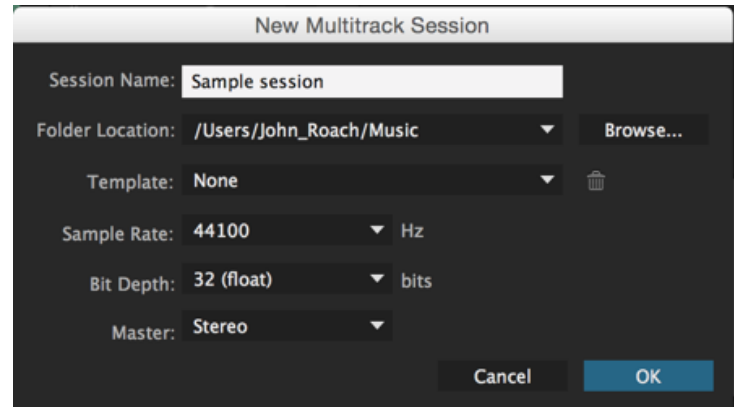 New Multitrack Session
Session Name: Sample session
Folder Location: /Users/John_Roach/Music Browse...
Template: None
Sample Rate: 44100 Hz
Bit Depth: 32 (float) bits
Master: Stereo
Cancel OK